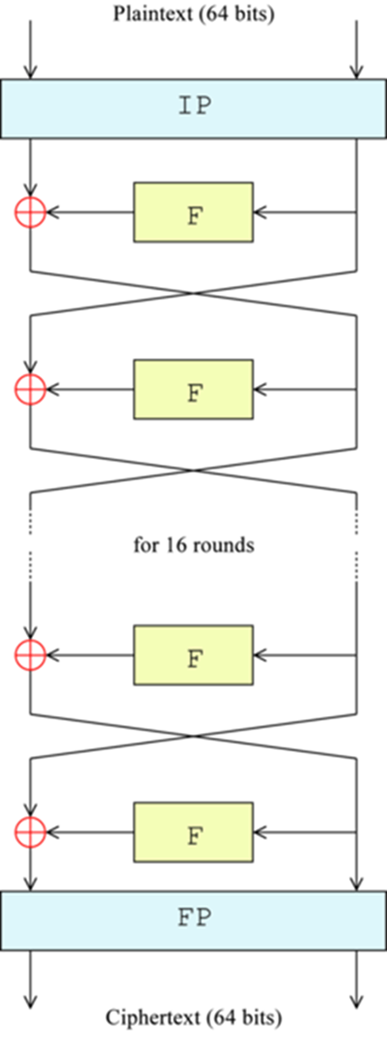 Plaintext (64 bits)
IP
F
F
for 16 rounds
F
F
FP
Ciphertext (64 bits)